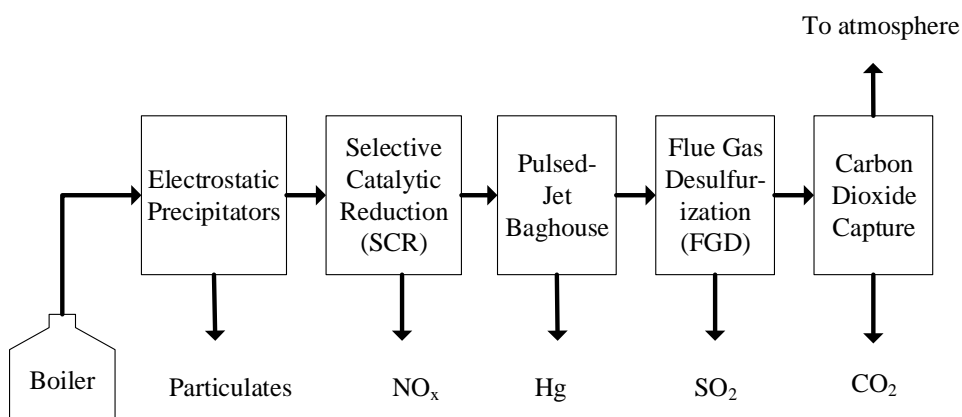 To atmosphere
Electrostatic
Precipitators
Selective
Catalytic
Reduction
(SCR)
Pulsed-
Jet
Baghouse
Flue Gas
Desulfur-
ization
(FGD)
Carbon
Dioxide
Capture
Boiler
Particulates
NOₓ
Hg
SO₂
CO₂